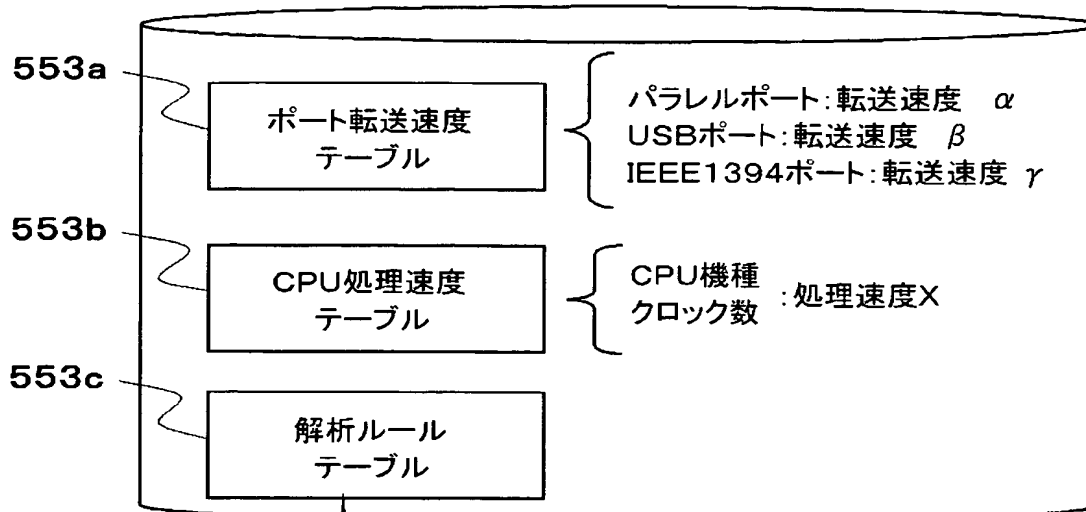 553a
ポート転送速度
テーブル
パラレルポート:転送速度 α
USBポート:転送速度 β
IEEE1394ポート:転送速度 γ
553b
CPU処理速度
テーブル
CPU機種
クロック数
:処理速度X
553c
解析ルール
テーブル